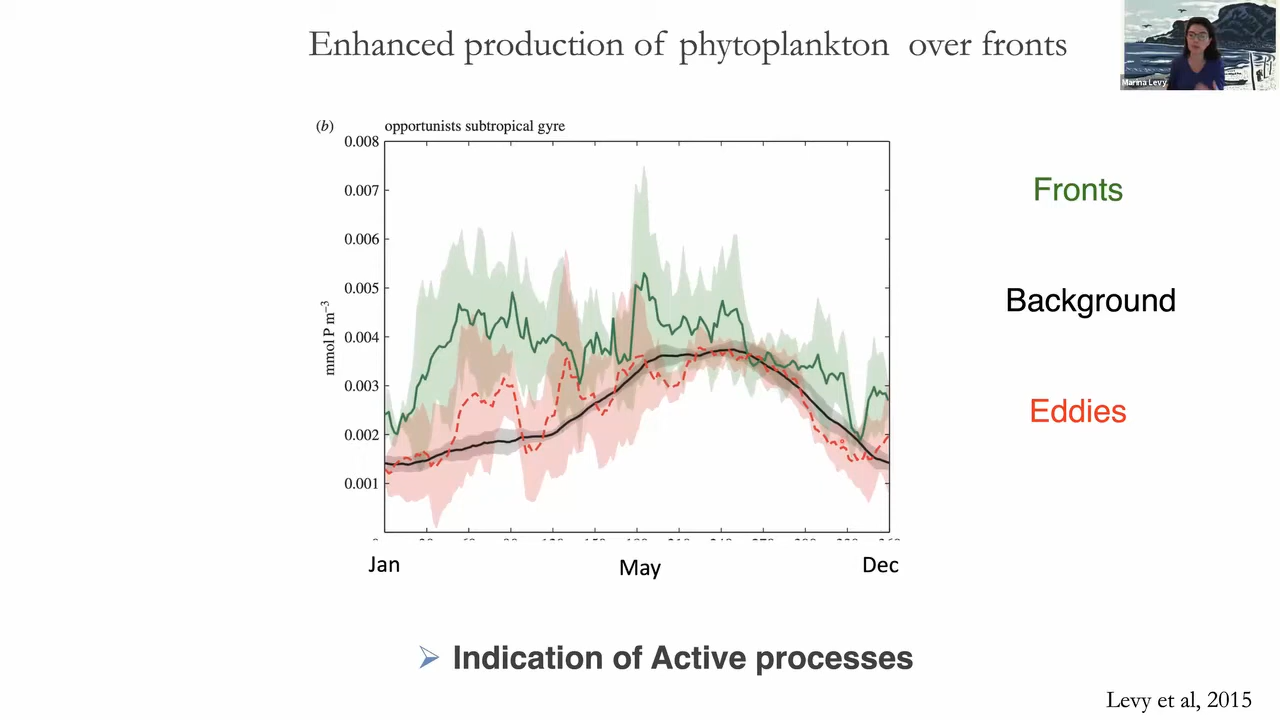 Enhanced production of phytoplankton over fronts
Marina Levy
(b) opportunists subtropical gyre
0.008
0.007
0.006
0.005
0.004
0.003
0.002
0.001
mmol P m⁻³
Fronts
Background
Eddies
Jan May Dec
➢ Indication of Active processes
Levy et al, 2015